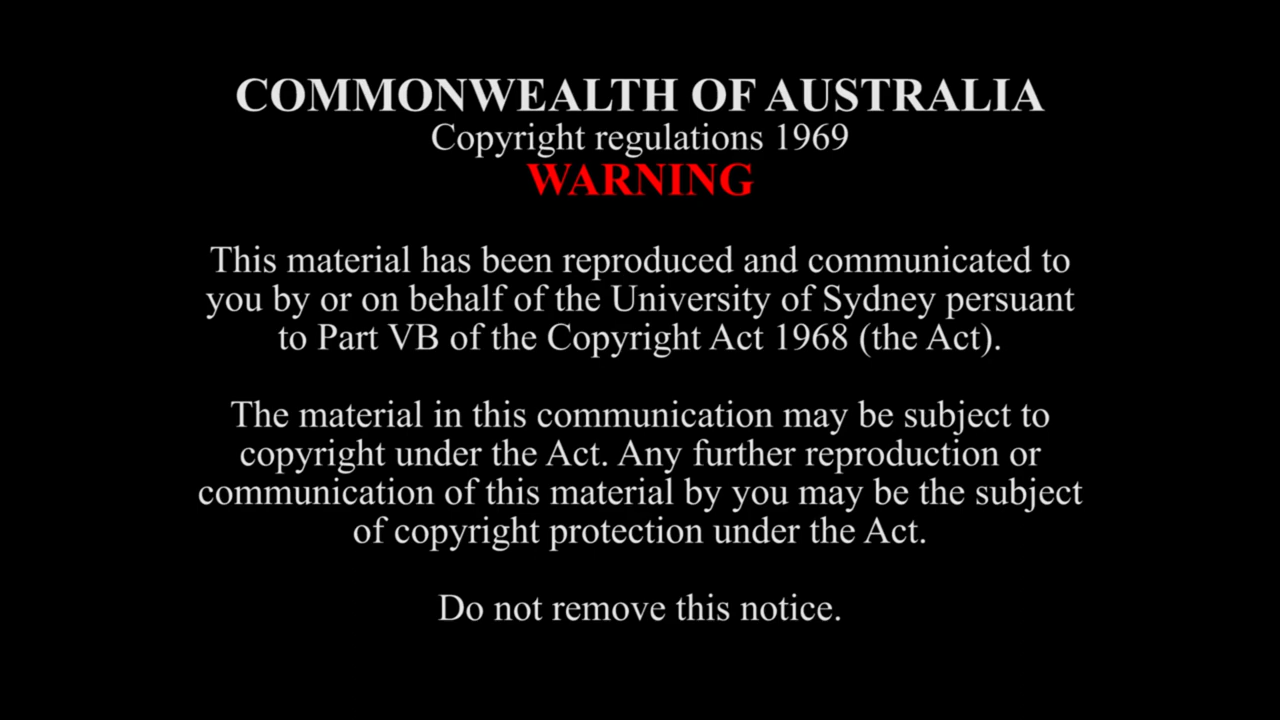 COMMONWEALTH OF AUSTRALIA
Copyright regulations 1969
WARNING
This material has been reproduced and communicated to
you by or on behalf of the University of Sydney persuant
to Part VB of the Copyright Act 1968 (the Act).
The material in this communication may be subject to
copyright under the Act. Any further reproduction or
communication of this material by you may be the subject
of copyright protection under the Act.
Do not remove this notice.